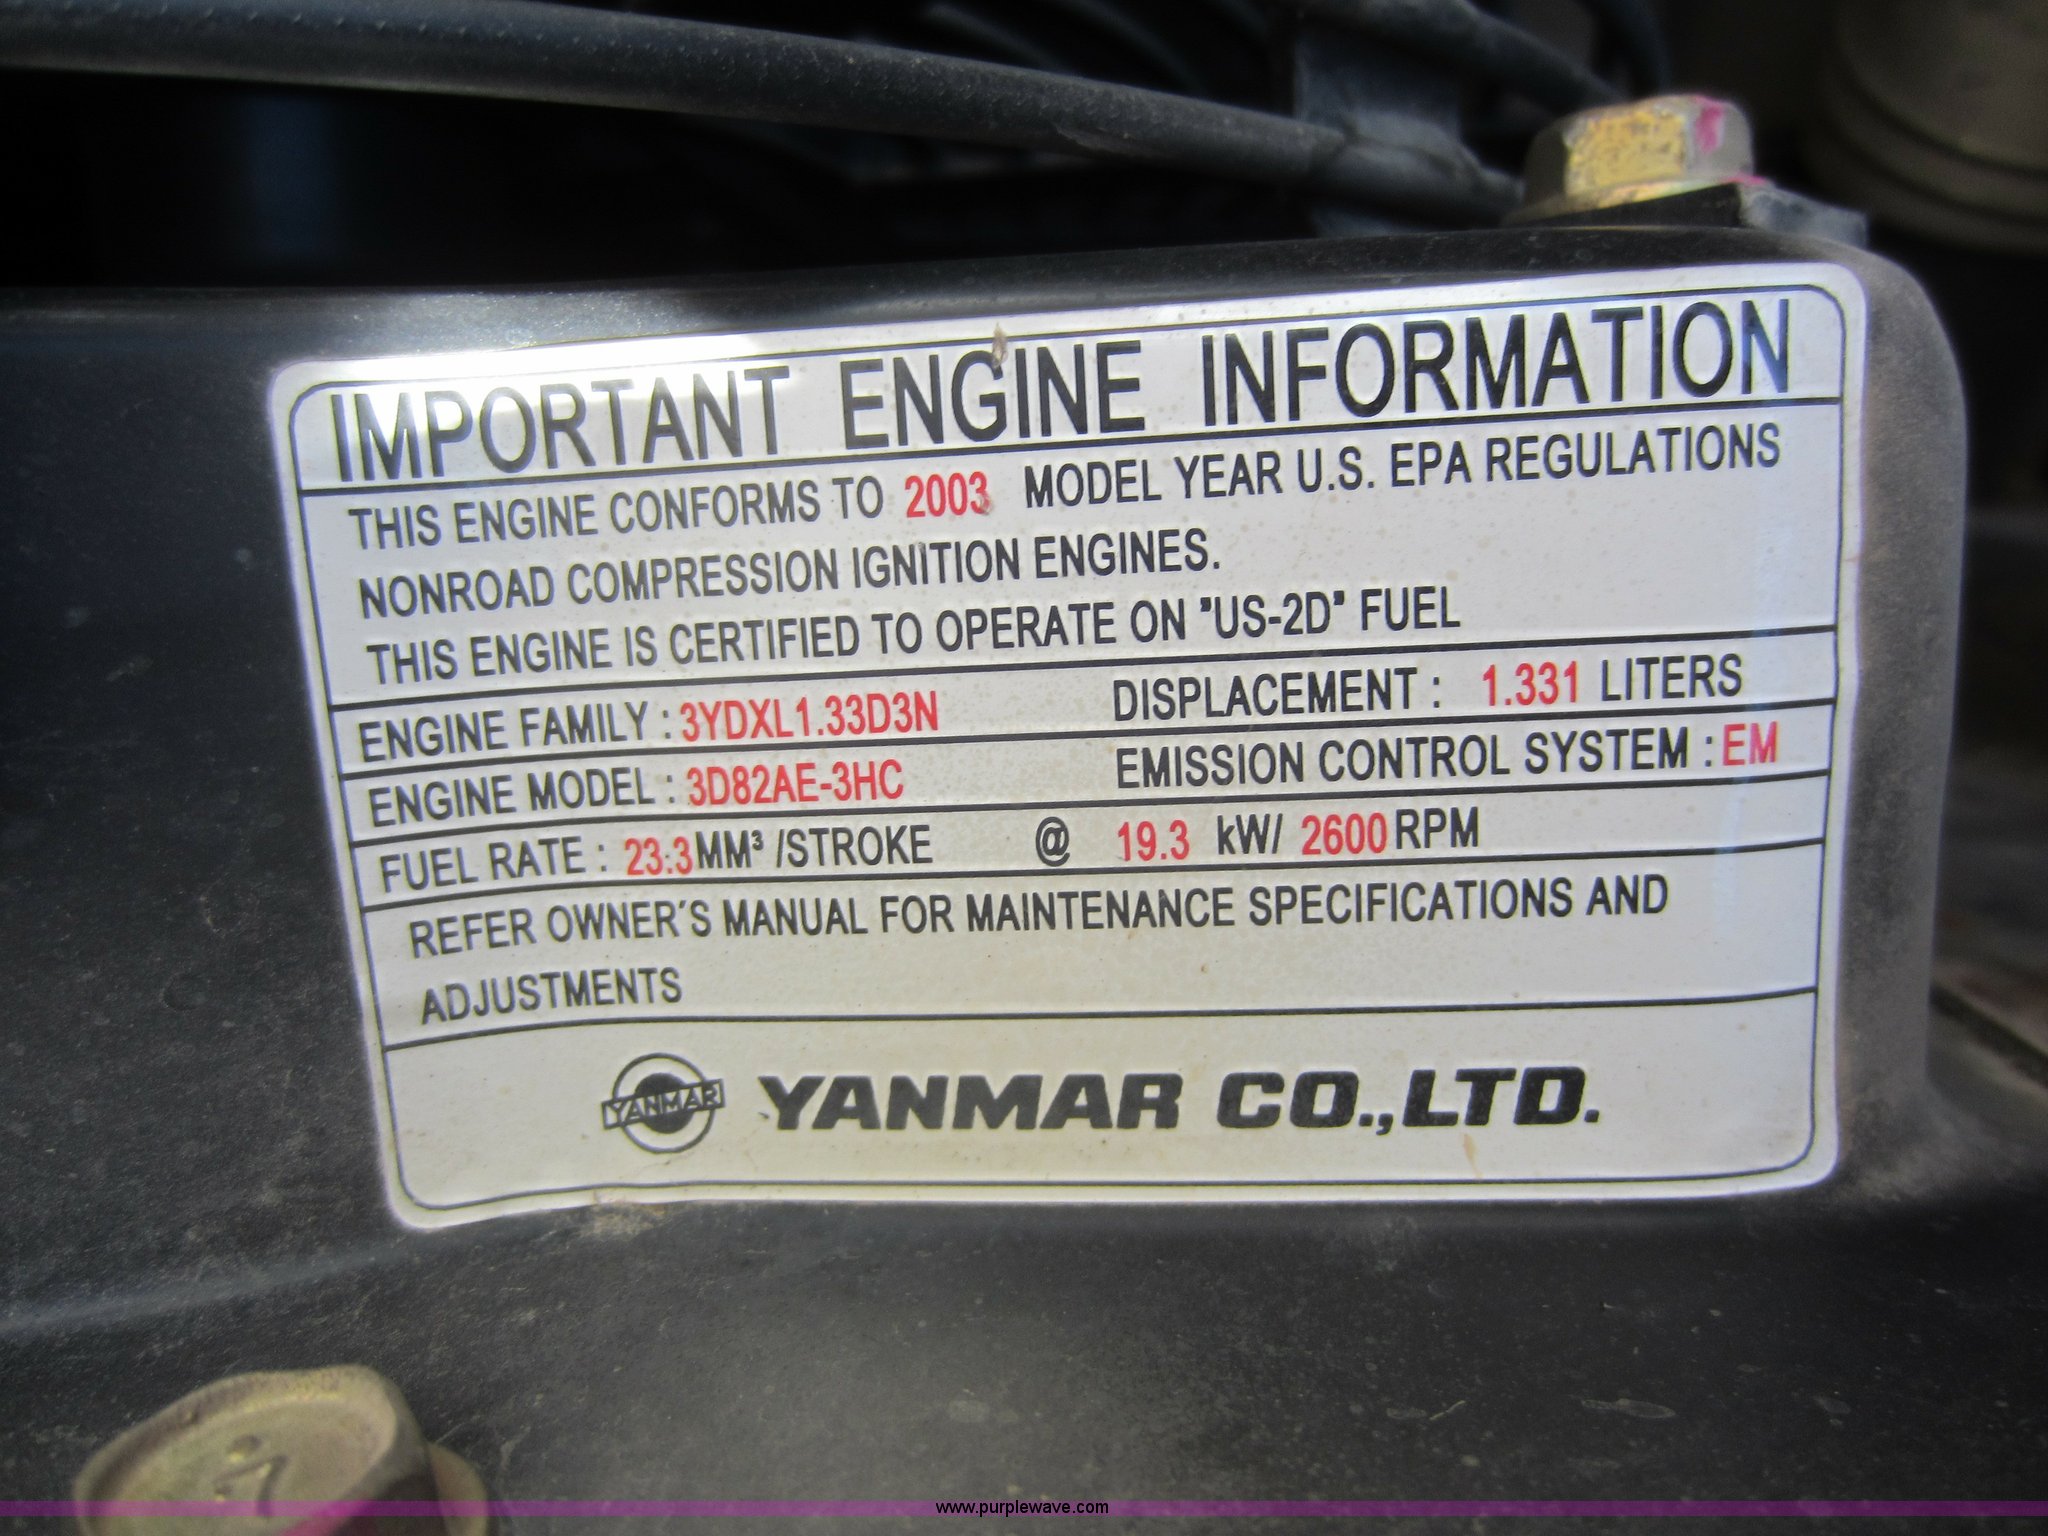 IMPORTANT ENGINE INFORMATION
THIS ENGINE CONFORMS TO 2003 MODEL YEAR U.S. EPA REGULATIONS
NONROAD COMPRESSION IGNITION ENGINES.
THIS ENGINE IS CERTIFIED TO OPERATE ON "US-2D" FUEL
ENGINE FAMILY : 3YDXL1.33D3N DISPLACEMENT : 1.331 LITERS
ENGINE MODEL : 3D82AE-3HC EMISSION CONTROL SYSTEM : EM
FUEL RATE : 23.3 MM³ /STROKE @ 19.3 kW/ 2600 RPM
REFER OWNER'S MANUAL FOR MAINTENANCE SPECIFICATIONS AND
ADJUSTMENTS
YANMAR YANMAR CO.,LTD.
7
www.purplewave.com